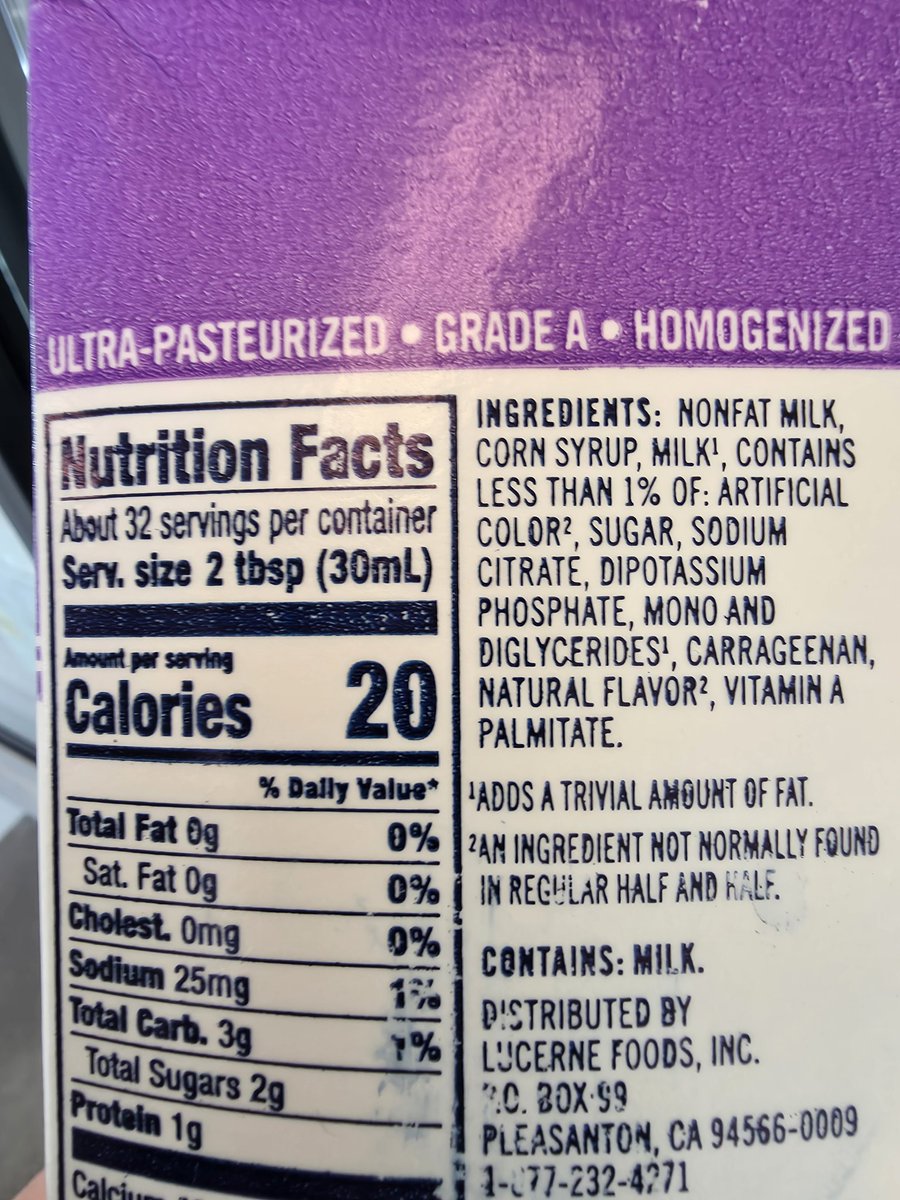 ULTRA-PASTEURIZED • GRADE A • HOMOGENIZED
Nutrition Facts
About 32 servings per container
Serv. size 2 tbsp (30mL)
Amount per serving
Calories 20
% Daily Value*
Total Fat 0g 0%
Sat. Fat 0g 0%
Cholest. 0mg 0%
Sodium 25mg 1%
Total Carb. 3g 1%
Total Sugars 2g
Protein 1g
Calcium
INGREDIENTS: NONFAT MILK,
CORN SYRUP, MILK¹, CONTAINS
LESS THAN 1% OF: ARTIFICIAL
COLOR², SUGAR, SODIUM
CITRATE, DIPOTASSIUM
PHOSPHATE, MONO AND
DIGLYCERIDES¹, CARRAGEENAN,
NATURAL FLAVOR², VITAMIN A
PALMITATE.
¹ADDS A TRIVIAL AMOUNT OF FAT.
²AN INGREDIENT NOT NORMALLY FOUND
IN REGULAR HALF AND HALF.
CONTAINS: MILK.
DISTRIBUTED BY
LUCERNE FOODS, INC.
P.O. BOX 99
PLEASANTON, CA 94566-0009